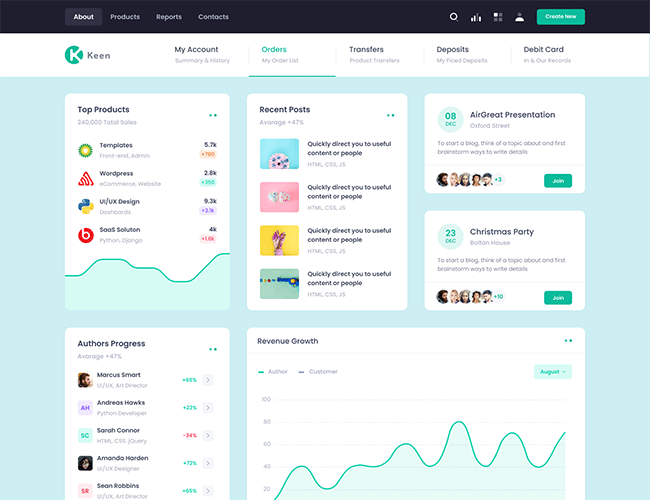 About Products Reports Contacts Create New
Keen
My Account
Summary & History
Orders
My Order List
Transfers
Product Transfers
Deposits
My Ficed Deposits
Debit Card
In & Our Records
Top Products
240,000 Total Sales
Templates 5.7k
Front-end, Admin +780
Wordpress 2.8k
eCommerce, Website +350
UI/UX Design 9.3k
Dashbards +3.1k
SaaS Soluton 4k
Python, Django +1.6k
Recent Posts
Avarage +47%
Quickly direct you to useful
content or people
HTML, CSS, JS
Quickly direct you to useful
content or people
HTML, CSS, JS
Quickly direct you to useful
content or people
HTML, CSS, JS
Quickly direct you to useful
content or people
HTML, CSS, JS
08
DEC
AirGreat Presentation
Oxford Street
To start a blog, think of a topic about and first
brainstorm ways to write details
+3 Join
23
DEC
Christmas Party
Boltan House
To start a blog, think of a topic about and first
brainstorm ways to write details
+10 Join
Authors Progress
Avarage +47%
Marcus Smart
UI/UX, Art Director +65%
AH Andreas Hawks
Python Developer +23%
SC Sarah Connor
HTML, CSS, jQuery -34%
Amanda Harden
UI/UX Designer +72%
SR Sean Robbins
UI/UX, Art Director +65%
Revenue Growth
Author Customer August
100
80
60
40
20